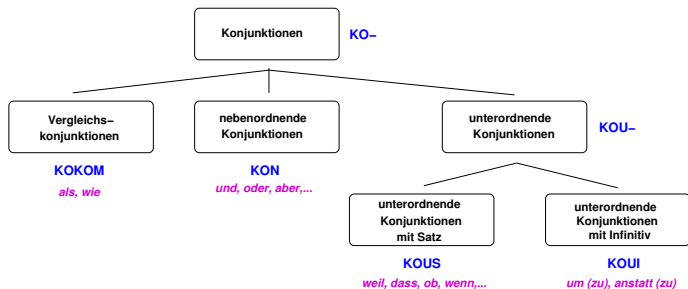 Konjunktionen KO–
Vergleichs–
konjunktionen
nebenordnende
Konjunktionen
unterordnende
Konjunktionen
KOU–
KOKOM
als, wie
KON
und, oder, aber,...
unterordnende
Konjunktionen
mit Satz
unterordnende
Konjunktionen
mit Infinitiv
KOUS
weil, dass, ob, wenn,...
KOUI
um (zu), anstatt (zu)